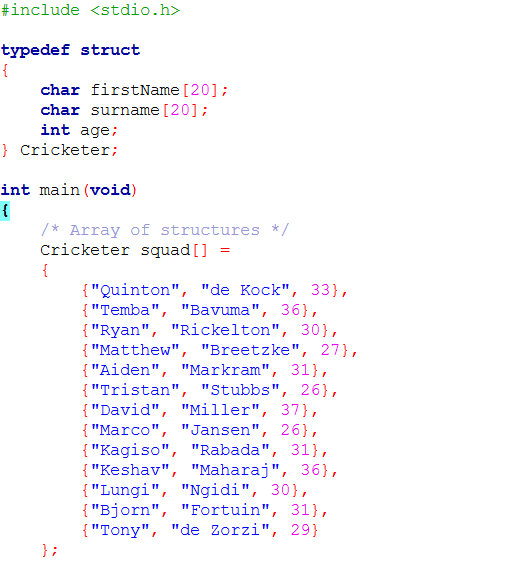 #include <stdio.h>
typedef struct
{
    char firstName[20];
    char surname[20];
    int age;
} Cricketer;
int main(void)
{
    /* Array of structures */
    Cricketer squad[] =
    {
        {"Quinton", "de Kock", 33},
        {"Temba", "Bavuma", 36},
        {"Ryan", "Rickelton", 30},
        {"Matthew", "Breetzke", 27},
        {"Aiden", "Markram", 31},
        {"Tristan", "Stubbs", 26},
        {"David", "Miller", 37},
        {"Marco", "Jansen", 26},
        {"Kagiso", "Rabada", 31},
        {"Keshav", "Maharaj", 36},
        {"Lungi", "Ngidi", 30},
        {"Bjorn", "Fortuin", 31},
        {"Tony", "de Zorzi", 29}
    };